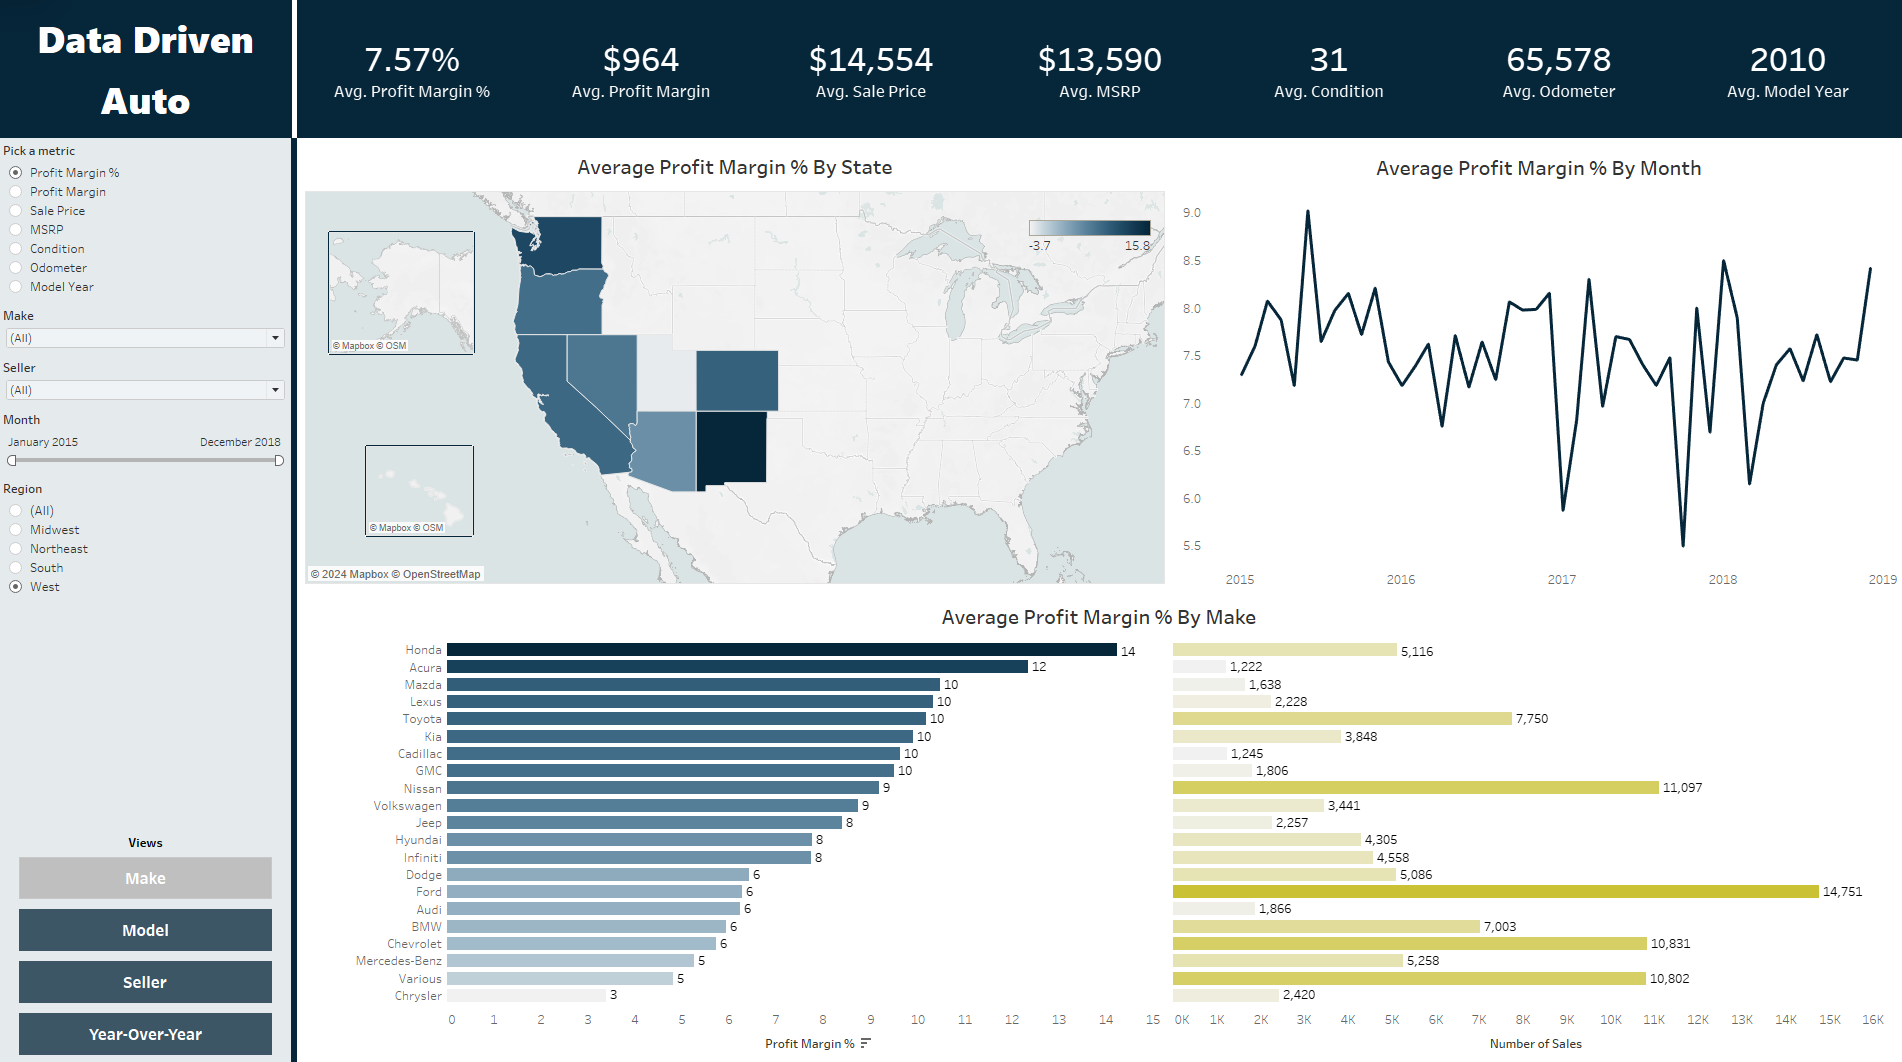 Data Driven
Auto
7.57%
Avg. Profit Margin %
$964
Avg. Profit Margin
$14,554
Avg. Sale Price
$13,590
Avg. MSRP
31
Avg. Condition
65,578
Avg. Odometer
2010
Avg. Model Year
Pick a metric
Profit Margin %
Profit Margin
Sale Price
MSRP
Condition
Odometer
Model Year
Make
(All)
Seller
(All)
Month
January 2015 December 2018
Region
(All)
Midwest
Northeast
South
West
Views
Make
Model
Seller
Year-Over-Year
Average Profit Margin % By State
-3.7 15.8
© Mapbox © OSM
© Mapbox © OSM
© 2024 Mapbox © OpenStreetMap
Average Profit Margin % By Month
9.0
8.5
8.0
7.5
7.0
6.5
6.0
5.5
2015 2016 2017 2018 2019
Average Profit Margin % By Make
Honda 14 5,116
Acura 12 1,222
Mazda 10 1,638
Lexus 10 2,228
Toyota 10 7,750
Kia 10 3,848
Cadillac 10 1,245
GMC 10 1,806
Nissan 9 11,097
Volkswagen 9 3,441
Jeep 8 2,257
Hyundai 8 4,305
Infiniti 8 4,558
Dodge 6 5,086
Ford 6 14,751
Audi 6 1,866
BMW 6 7,003
Chevrolet 6 10,831
Mercedes-Benz 5 5,258
Various 5 10,802
Chrysler 3 2,420
0 1 2 3 4 5 6 7 8 9 10 11 12 13 14 15
0K 1K 2K 3K 4K 5K 6K 7K 8K 9K 10K 11K 12K 13K 14K 15K 16K
Profit Margin %
Number of Sales